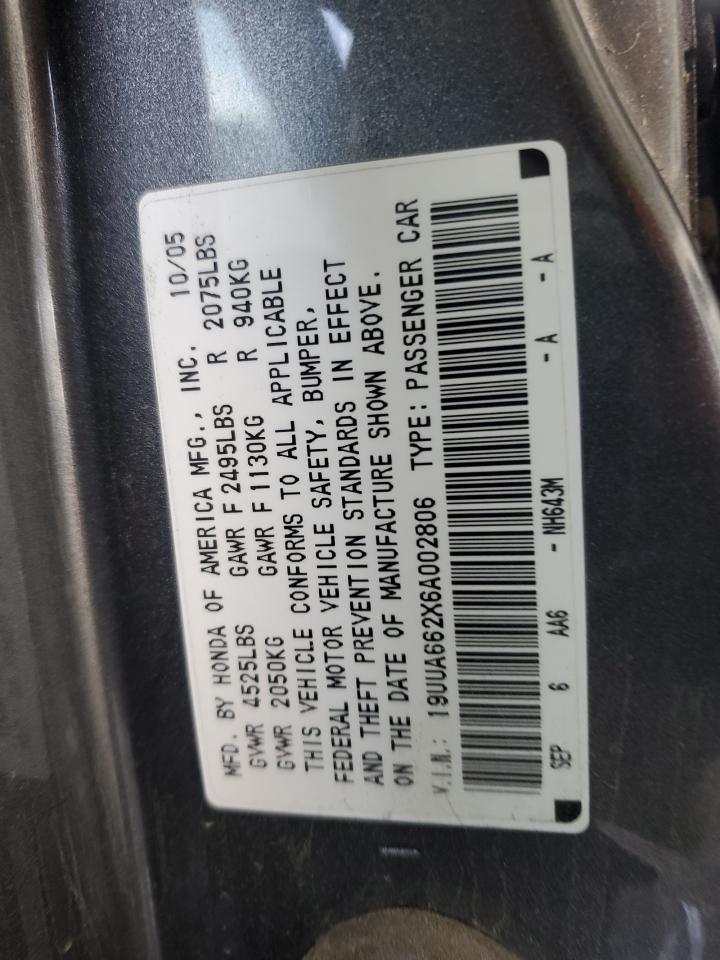 MFD. BY HONDA OF AMERICA MFG., INC. 10/05
GVWR 4525LBS GAWR F 2495LBS R 2075LBS
GVWR 2050KG GAWR F 1130KG R 940KG
THIS VEHICLE CONFORMS TO ALL APPLICABLE
FEDERAL MOTOR VEHICLE SAFETY, BUMPER,
AND THEFT PREVENTION STANDARDS IN EFFECT
ON THE DATE OF MANUFACTURE SHOWN ABOVE.
V.I.N.: 19UUA662X6A002806 TYPE: PASSENGER CAR
SEP 6 AA6 - NH643M - A - A